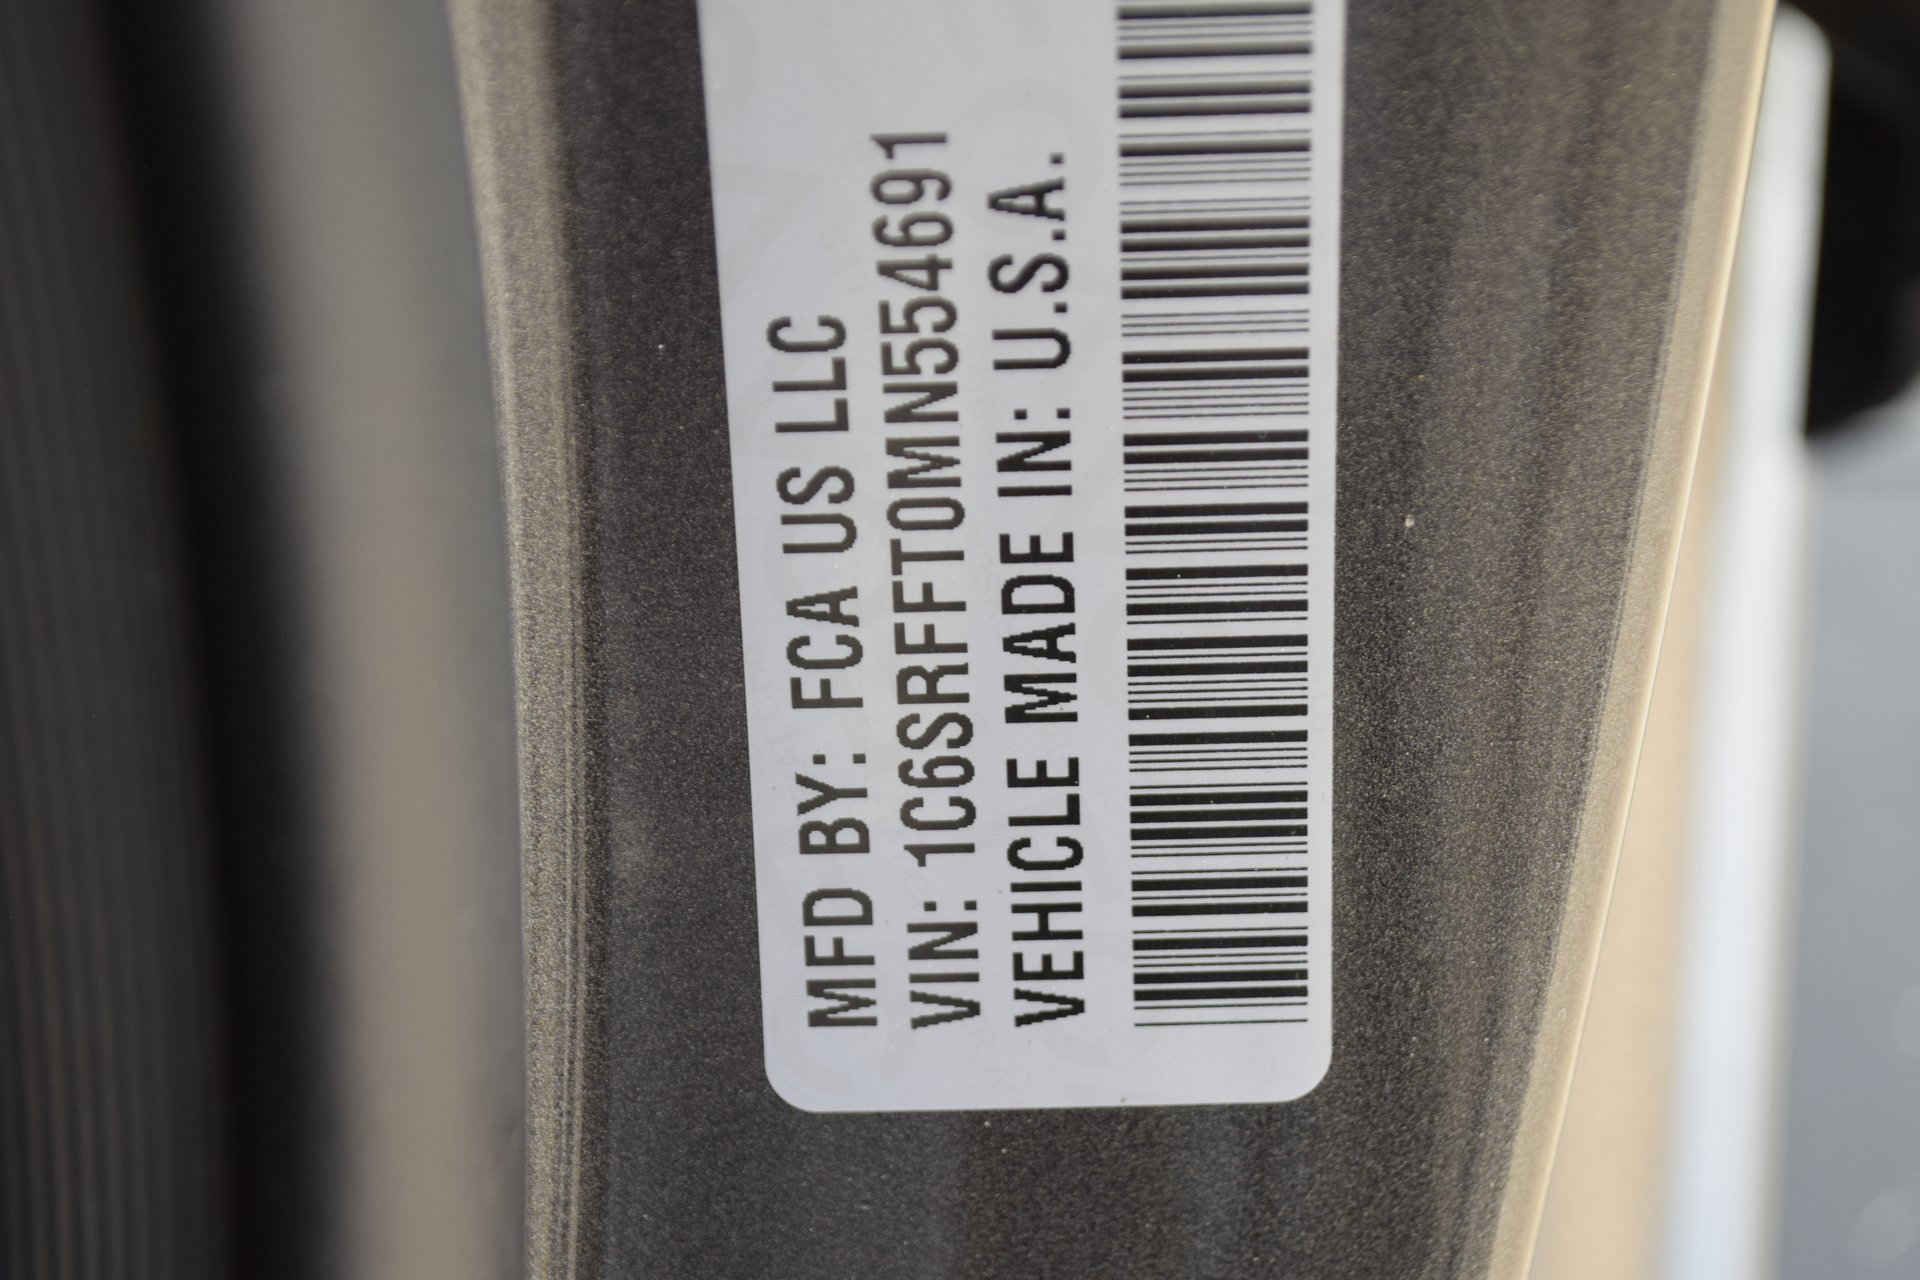 MFD BY: FCA US LLC
VIN: 1C6SRFFT0MN554691
VEHICLE MADE IN: U.S.A.